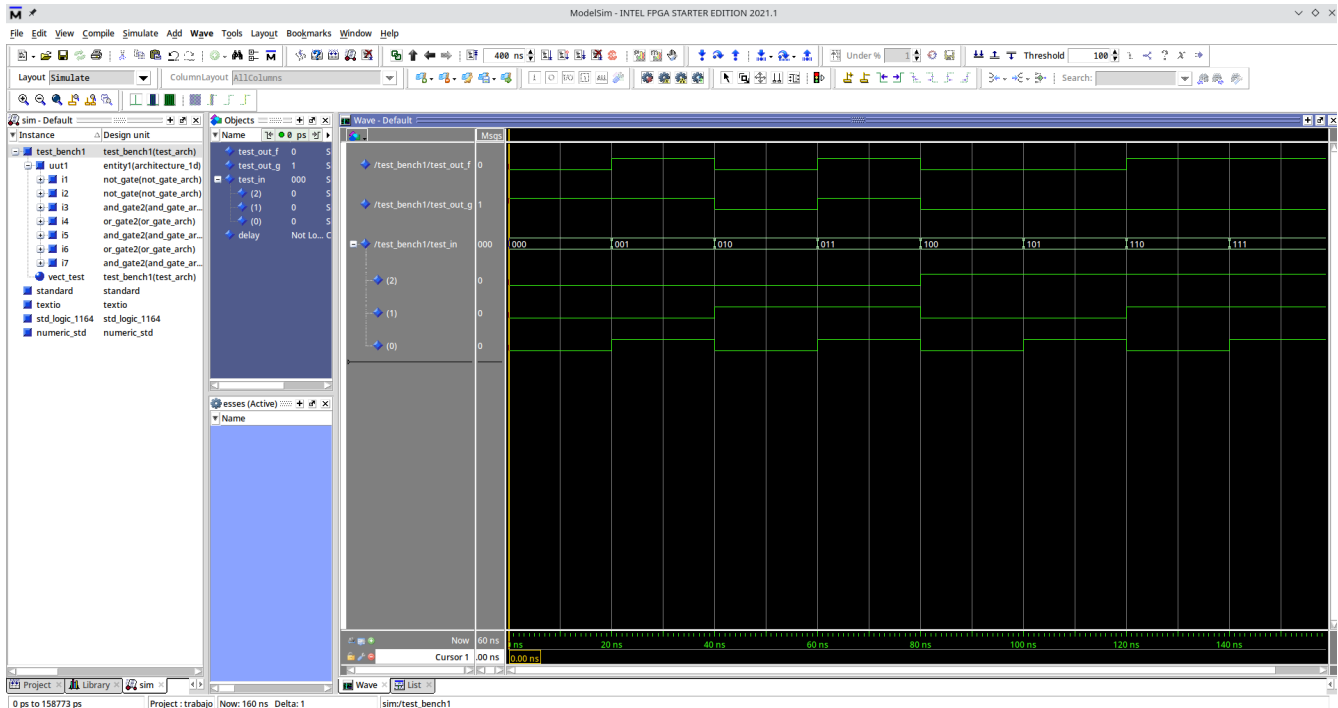 ModelSim - INTEL FPGA STARTER EDITION 2021.1
File Edit View Compile Simulate Add Wave Tools Layout Bookmarks Window Help
400 ns Under % 1 Threshold 100
Layout Simulate ColumnLayout AllColumns Search:
sim - Default
Instance Design unit
test_bench1 test_bench1(test_arch)
uut1 entity1(architecture_1d)
i1 not_gate(not_gate_arch)
i2 not_gate(not_gate_arch)
i3 and_gate2(and_gate_ar...
i4 or_gate2(or_gate_arch)
i5 and_gate2(and_gate_ar...
i6 or_gate2(or_gate_arch)
i7 and_gate2(and_gate_ar...
vect_test test_bench1(test_arch)
standard standard
textio textio
std_logic_1164 std_logic_1164
numeric_std numeric_std
Objects
Name 0 ps
test_out_f 0 S
test_out_g 1 S
test_in 000 S
(2) 0 S
(1) 0 S
(0) 0 S
delay Not Lo... C
esses (Active)
Name
Wave - Default
Msgs
/test_bench1/test_out_f 0
/test_bench1/test_out_g 1
/test_bench1/test_in 000 000 001 010 011 100 101 110 111
(2) 0
(1) 0
(0) 0
Now 60 ns ns 20 ns 40 ns 60 ns 80 ns 100 ns 120 ns 140 ns
Cursor 1 .00 ns 0.00 ns
Project Library sim Wave List
0 ps to 158773 ps Project : trabajo Now: 160 ns Delta: 1 sim:/test_bench1